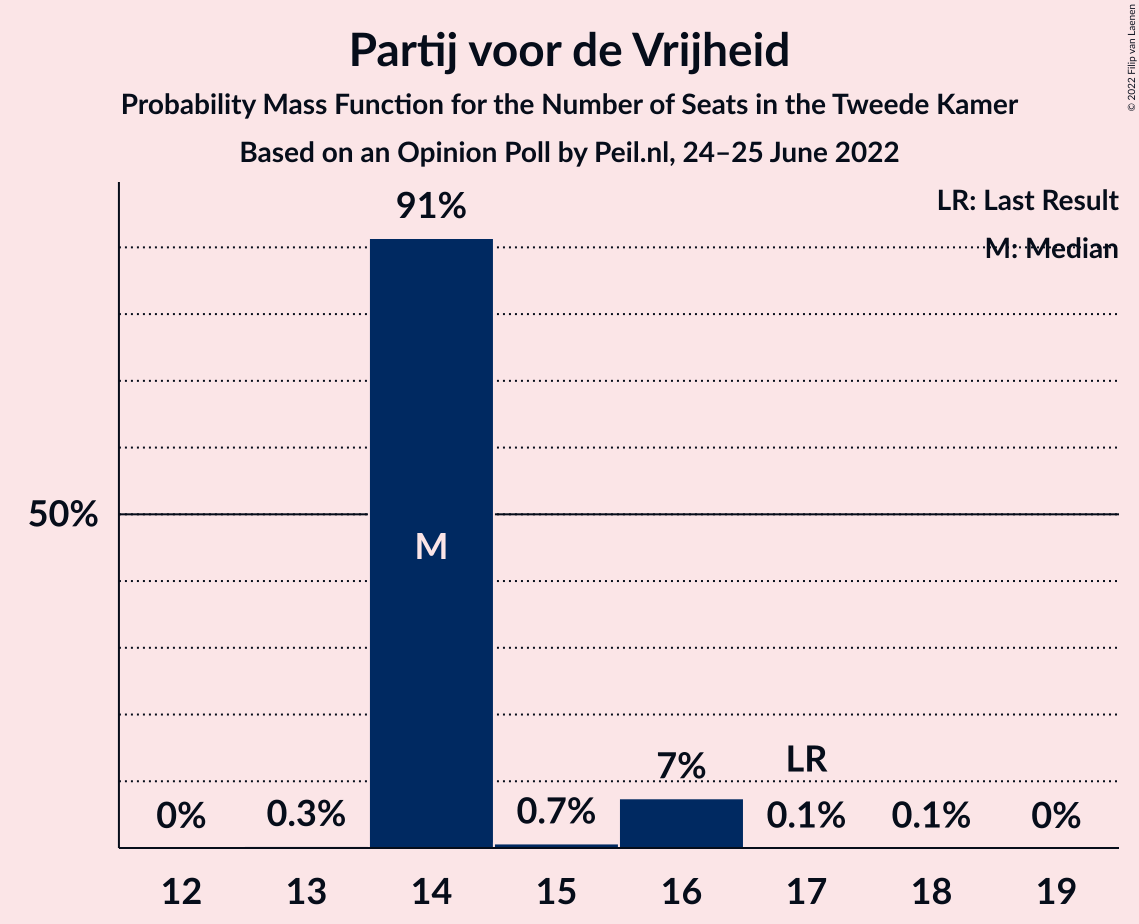 Partij voor de Vrijheid
Probability Mass Function for the Number of Seats in the Tweede Kamer
Based on an Opinion Poll by Peil.nl, 24–25 June 2022
© 2022 Filip van Laenen
LR: Last Result
M: Median
91%
50%
M
LR
7%
0%
0.3%
0.7%
0.1%
0.1%
0%
12
13
14
15
16
17
18
19